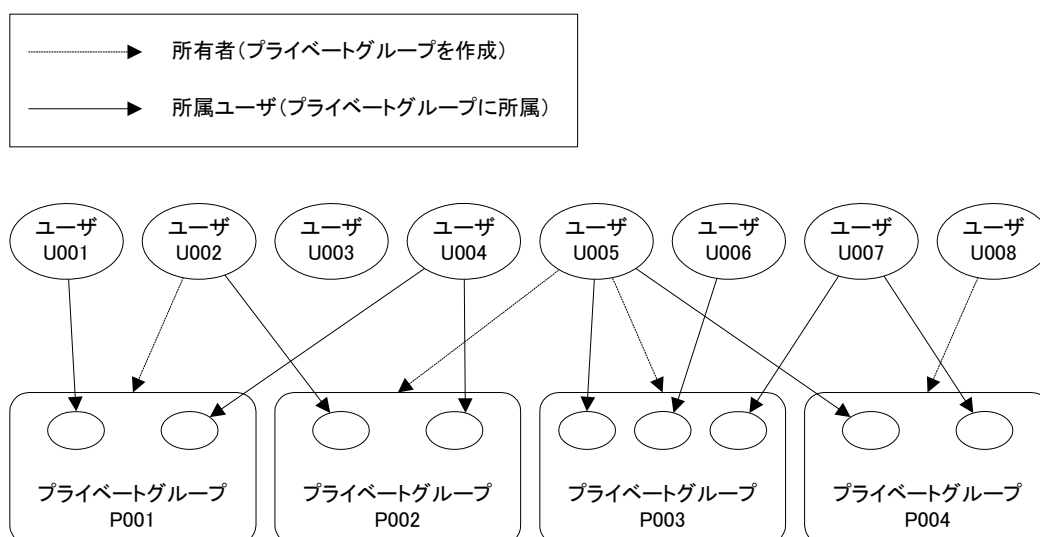 所有者（プライベートグループを作成）
所属ユーザ（プライベートグループに所属）
ユーザ
U001
ユーザ
U002
ユーザ
U003
ユーザ
U004
ユーザ
U005
ユーザ
U006
ユーザ
U007
ユーザ
U008
プライベートグループ
P001
プライベートグループ
P002
プライベートグループ
P003
プライベートグループ
P004